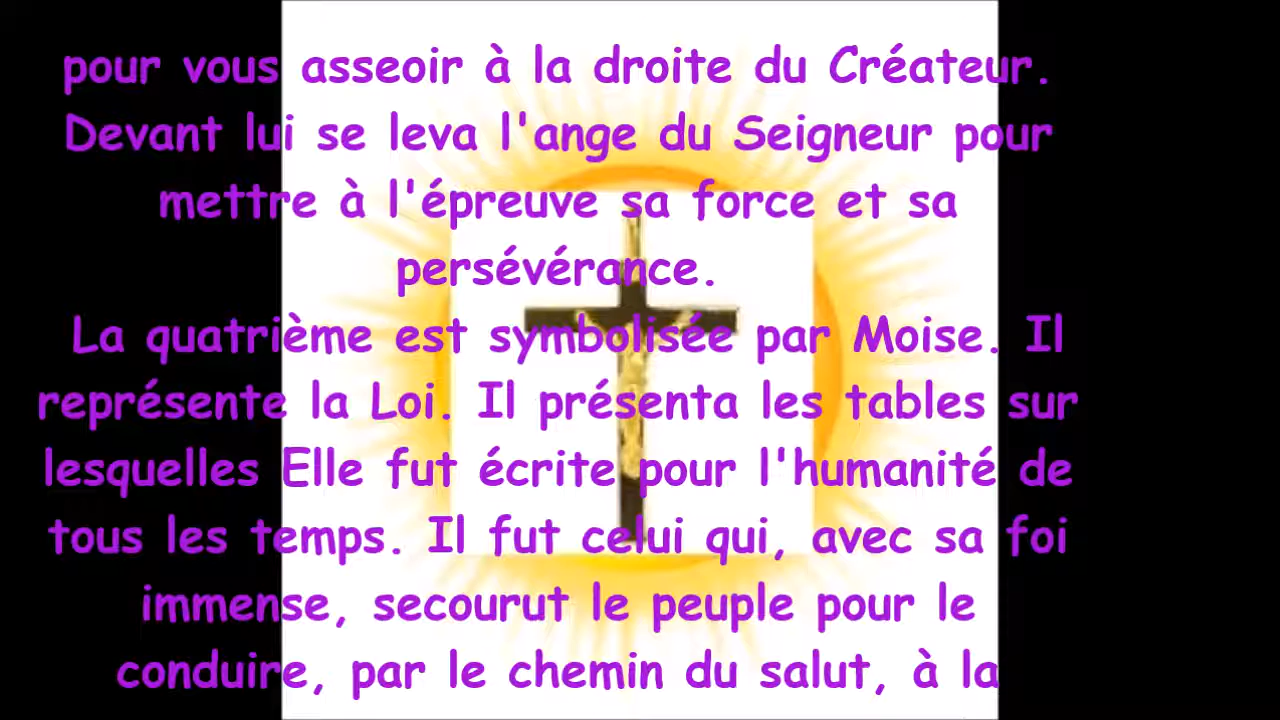 pour vous asseoir à la droite du Créateur.
Devant lui se leva l'ange du Seigneur pour
mettre à l'épreuve sa force et sa
persévérance.
La quatrième est symbolisée par Moise. Il
représente la Loi. Il présenta les tables sur
lesquelles Elle fut écrite pour l'humanité de
tous les temps. Il fut celui qui, avec sa foi
immense, secourut le peuple pour le
conduire, par le chemin du salut, à la